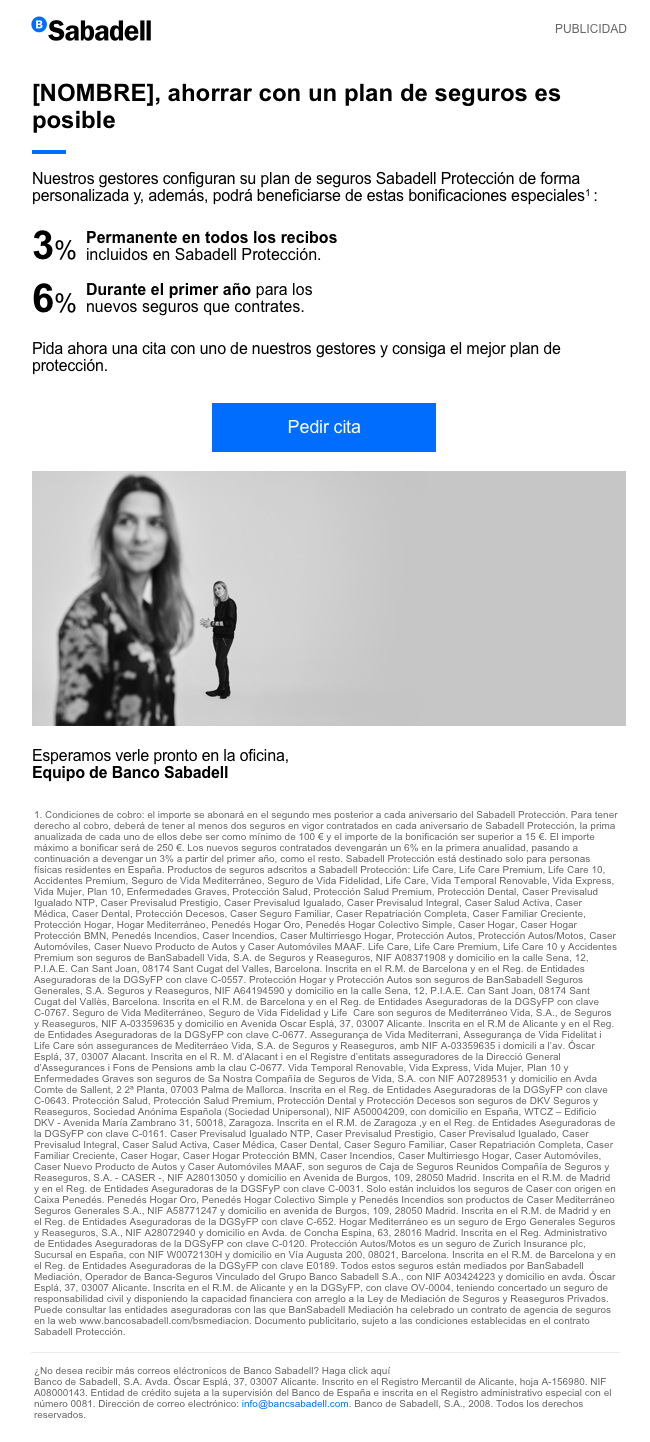 B Sabadell
PUBLICIDAD
[NOMBRE], ahorrar con un plan de seguros es
posible
Nuestros gestores configuran su plan de seguros Sabadell Protección de forma
personalizada y, además, podrá beneficiarse de estas bonificaciones especiales¹ :
3% Permanente en todos los recibos
incluidos en Sabadell Protección.
6% Durante el primer año para los
nuevos seguros que contrates.
Pida ahora una cita con uno de nuestros gestores y consiga el mejor plan de
protección.
Pedir cita
Esperamos verle pronto en la oficina,
Equipo de Banco Sabadell
1. Condiciones de cobro: el importe se abonará en el segundo mes posterior a cada aniversario del Sabadell Protección. Para tener
derecho al cobro, deberá de tener al menos dos seguros en vigor contratados en cada aniversario de Sabadell Protección, la prima
anualizada de cada uno de ellos debe ser como mínimo de 100 € y el importe de la bonificación ser superior a 15 €. El importe
máximo a bonificar será de 250 €. Los nuevos seguros contratados devengarán un 6% en la primera anualidad, pasando a
continuación a devengar un 3% a partir del primer año, como el resto. Sabadell Protección está destinado solo para personas
físicas residentes en España. Productos de seguros adscritos a Sabadell Protección: Life Care, Life Care Premium, Life Care 10,
Accidentes Premium, Seguro de Vida Mediterráneo, Seguro de Vida Fidelidad, Life Care, Vida Temporal Renovable, Vida Express,
Vida Mujer, Plan 10, Enfermedades Graves, Protección Salud, Protección Salud Premium, Protección Dental, Caser Previsalud
Igualado NTP, Caser Previsalud Prestigio, Caser Previsalud Igualado, Caser Previsalud Integral, Caser Salud Activa, Caser
Médica, Caser Dental, Protección Decesos, Caser Seguro Familiar, Caser Repatriación Completa, Caser Familiar Creciente,
Protección Hogar, Hogar Mediterráneo, Penedés Hogar Oro, Penedés Hogar Colectivo Simple, Caser Hogar, Caser Hogar
Protección BMN, Caser Incendios, Caser Multirriesgo Hogar, Protección Autos, Protección Autos/Motos, Caser
Automóviles, Caser Nuevo Producto de Autos y Caser Automóviles MAAF. Life Care, Life Care Premium, Life Care 10 y Accidentes
Premium son seguros de BanSabadell Vida, S.A. de Seguros y Reaseguros, NIF A08371908 y domicilio en la calle Sena, 12,
P.I.A.E. Can Sant Joan, 08174 Sant Cugat del Valles, Barcelona. Inscrita en el R.M. de Barcelona y en el Reg. de Entidades
Aseguradoras de la DGSyFP con clave C-0557. Protección Hogar y Protección Autos son seguros de BanSabadell Seguros
Generales, S.A. Seguros y Reaseguros, NIF A64194590 y domicilio en la calle Sena, 12, P.I.A.E. Can Sant Joan, 08174 Sant
Cugat del Vallès, Barcelona. Inscrita en el R.M. de Barcelona y en el Reg. de Entidades Aseguradoras de la DGSyFP con clave
C-0767. Seguro de Vida Mediterráneo, Seguro de Vida Fidelidad y Life Care son seguros de Mediterráneo Vida, S.A., de Seguros
y Reaseguros, NIF A-03359635 y domicilio en Avenida Oscar Esplá, 37, 03007 Alicante. Inscrita en el R.M de Alicante y en el Reg.
de Entidades Aseguradoras de la DGSyFP con clave C-0677. Assegurança de Vida Mediterrani, Assegurança de Vida Fidelitat i
Life Care són assegurances de Mediterráeo Vida, S.A. de Seguros y Reaseguros, amb NIF A-03359635 i domicili a l'av. Óscar
Esplá, 37, 03007 Alacant. Inscrita en el R. M. d'Alacant i en el Registre d'entitats asseguradores de la Direcció General
d'Assegurances i Fons de Pensions amb la clau C-0677. Vida Temporal Renovable, Vida Express, Vida Mujer, Plan 10 y
Enfermedades Graves son seguros de Sa Nostra Compañía de Seguros de Vida, S.A. con NIF A07289531 y domicilio en Avda
Comte de Sallent, 2 2ª Planta, 07003 Palma de Mallorca. Inscrita en el Reg. de Entidades Aseguradoras de la DGSyFP con clave
C-0643. Protección Salud, Protección Salud Premium, Protección Dental y Protección Decesos son seguros de DKV Seguros y
Reaseguros, Sociedad Anónima Española (Sociedad Unipersonal), NIF A50004209, con domicilio en España, WTCZ – Edificio
DKV - Avenida María Zambrano 31, 50018, Zaragoza. Inscrita en el R.M. de Zaragoza ,y en el Reg. de Entidades Aseguradoras de
la DGSyFP con clave C-0161. Caser Previsalud Igualado NTP, Caser Previsalud Prestigio, Caser Previsalud Igualado, Caser
Previsalud Integral, Caser Salud Activa, Caser Médica, Caser Dental, Caser Seguro Familiar, Caser Repatriación Completa, Caser
Familiar Creciente, Caser Hogar, Caser Hogar Protección BMN, Caser Incendios, Caser Multirriesgo Hogar, Caser Automóviles,
Caser Nuevo Producto de Autos y Caser Automóviles MAAF, son seguros de Caja de Seguros Reunidos Compañía de Seguros y
Reaseguros, S.A. - CASER -, NIF A28013050 y domicilio en Avenida de Burgos, 109, 28050 Madrid. Inscrita en el R.M. de Madrid
y en el Reg. de Entidades Aseguradoras de la DGSFyP con clave C-0031. Solo están incluidos los seguros de Caser con origen en
Caixa Penedés. Penedés Hogar Oro, Penedés Hogar Colectivo Simple y Penedés Incendios son productos de Caser Mediterráneo
Seguros Generales S.A., NIF A58771247 y domicilio en avenida de Burgos, 109, 28050 Madrid. Inscrita en el R.M. de Madrid y en
el Reg. de Entidades Aseguradoras de la DGSyFP con clave C-652. Hogar Mediterráneo es un seguro de Ergo Generales Seguros
y Reaseguros, S.A., NIF A28072940 y domicilio en Avda. de Concha Espina, 63, 28016 Madrid. Inscrita en el Reg. Administrativo
de Entidades Aseguradoras de la DGSyFP con clave C-0120. Protección Autos/Motos es un seguro de Zurich Insurance plc,
Sucursal en España, con NIF W0072130H y domicilio en Vía Augusta 200, 08021, Barcelona. Inscrita en el R.M. de Barcelona y en
el Reg. de Entidades Aseguradoras de la DGSyFP con clave E0189. Todos estos seguros están mediados por BanSabadell
Mediación, Operador de Banca-Seguros Vinculado del Grupo Banco Sabadell S.A., con NIF A03424223 y domicilio en avda. Óscar
Esplá, 37, 03007 Alicante. Inscrita en el R.M. de Alicante y en la DGSyFP, con clave OV-0004, teniendo concertado un seguro de
responsabilidad civil y disponiendo la capacidad financiera con arreglo a la Ley de Mediación de Seguros y Reaseguros Privados.
Puede consultar las entidades aseguradoras con las que BanSabadell Mediación ha celebrado un contrato de agencia de seguros
en la web www.bancosabadell.com/bsmediacion. Documento publicitario, sujeto a las condiciones establecidas en el contrato
Sabadell Protección.
¿No desea recibir más correos eléctronicos de Banco Sabadell? Haga click aquí
Banco de Sabadell, S.A. Avda. Óscar Esplá, 37, 03007 Alicante. Inscrito en el Registro Mercantil de Alicante, hoja A-156980. NIF
A08000143. Entidad de crédito sujeta a la supervisión del Banco de España e inscrita en el Registro administrativo especial con el
número 0081. Dirección de correo electrónico: info@bancsabadell.com. Banco de Sabadell, S.A., 2008. Todos los derechos
reservados.